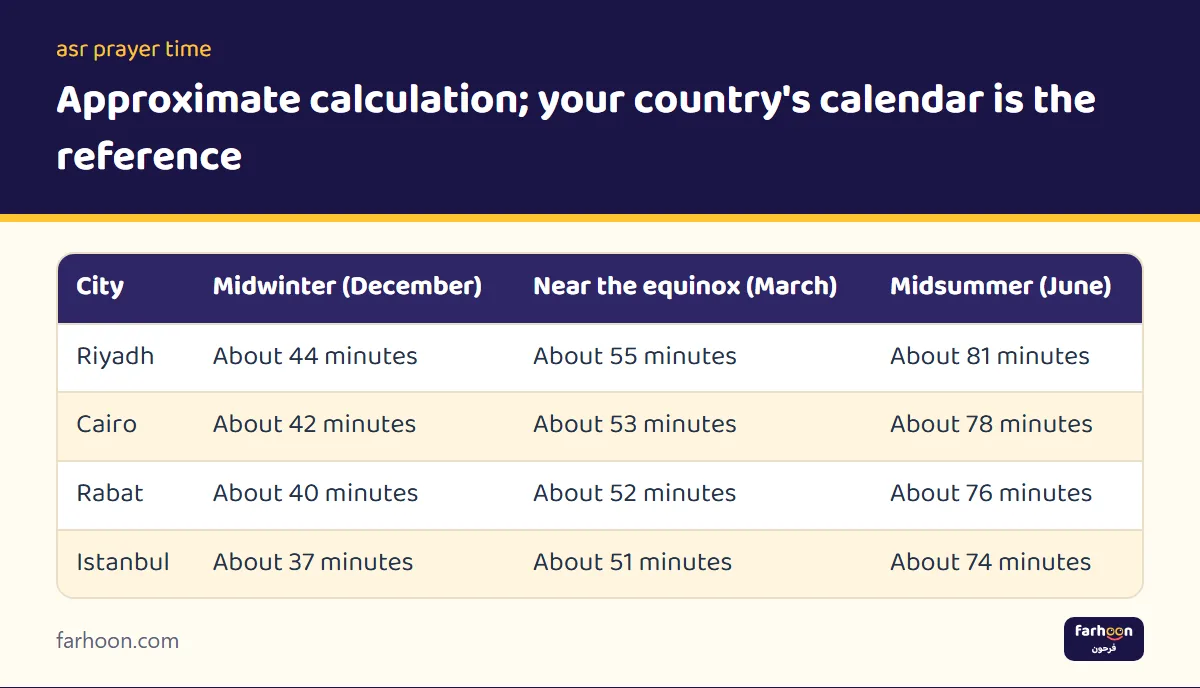 asr prayer time
Approximate calculation; your country's calendar is the
reference
City Midwinter (December) Near the equinox (March) Midsummer (June)
Riyadh About 44 minutes About 55 minutes About 81 minutes
Cairo About 42 minutes About 53 minutes About 78 minutes
Rabat About 40 minutes About 52 minutes About 76 minutes
Istanbul About 37 minutes About 51 minutes About 74 minutes
farhoon.com
farhoon
فرحون